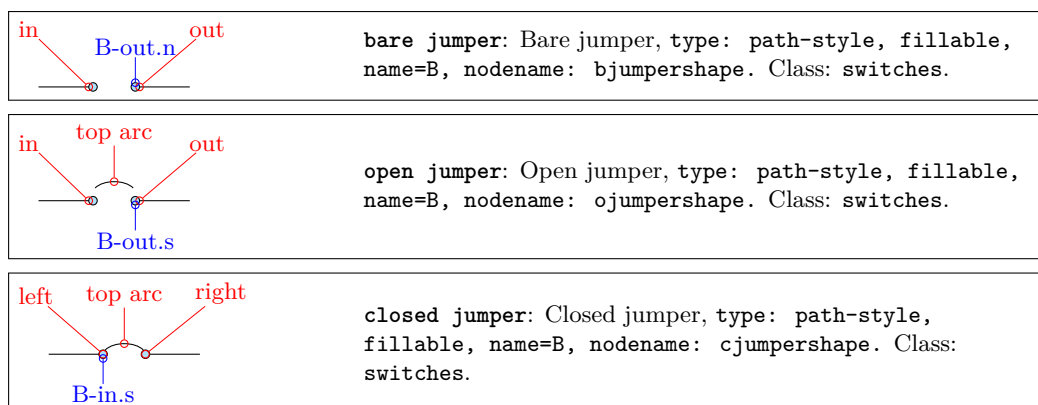 in
out
B-out.n
bare jumper: Bare jumper, type: path-style, fillable,
name=B, nodename: bjumpershape. Class: switches.
top arc
in
out
B-out.s
open jumper: Open jumper, type: path-style, fillable,
name=B, nodename: ojumpershape. Class: switches.
left
top arc
right
B-in.s
closed jumper: Closed jumper, type: path-style,
fillable, name=B, nodename: cjumpershape. Class:
switches.